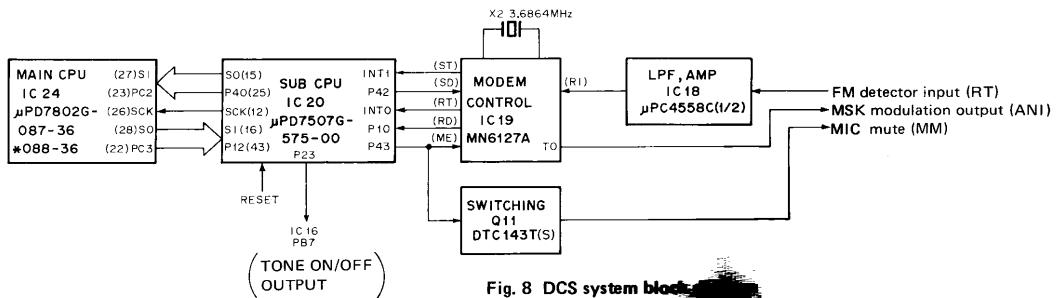 X2 3.6864MHz
MAIN CPU
IC 24
μPD7802G-
087-36
*088-36
(27)SI
(23)PC2
(26)SCK
(28)SO
(22)PC3
SO(15)
P40(25)
SCK(12)
SI(16)
P12(43)
P23
SUB CPU
IC 20
μPD7507G-
575-00
INT1
P42
INT0
P10
P43
(ST)
(SD)
(RT)
(RD)
(ME)
MODEM
CONTROL
IC19
MN6127A
TO
(RI)
LPF, AMP
IC18
μPC4558C(1/2)
FM detector input (RT)
MSK modulation output (ANI)
MIC mute (MM)
RESET
SWITCHING
Q11
DTC143T(S)
IC16
PB7
(TONE ON/OFF
OUTPUT)
Fig. 8 DCS system block